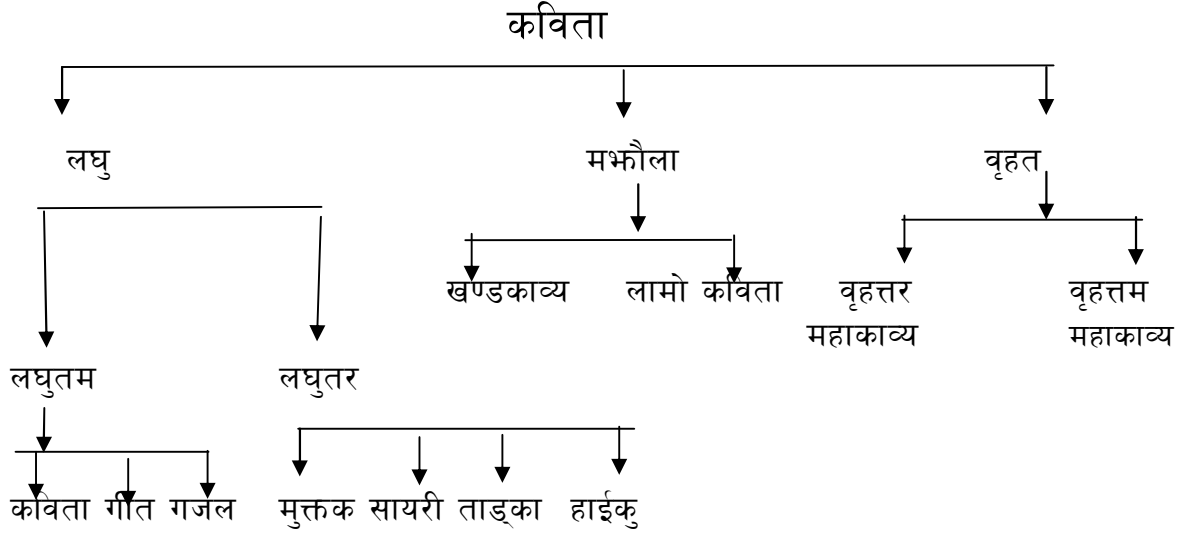 कविता
लघु मझौला वृहत
खण्डकाव्य लामो कविता वृहत्तर वृहत्तम
महाकाव्य महाकाव्य
लघुतम लघुतर
कविता गीत गजल मुक्तक सायरी ताड्का हाईकु